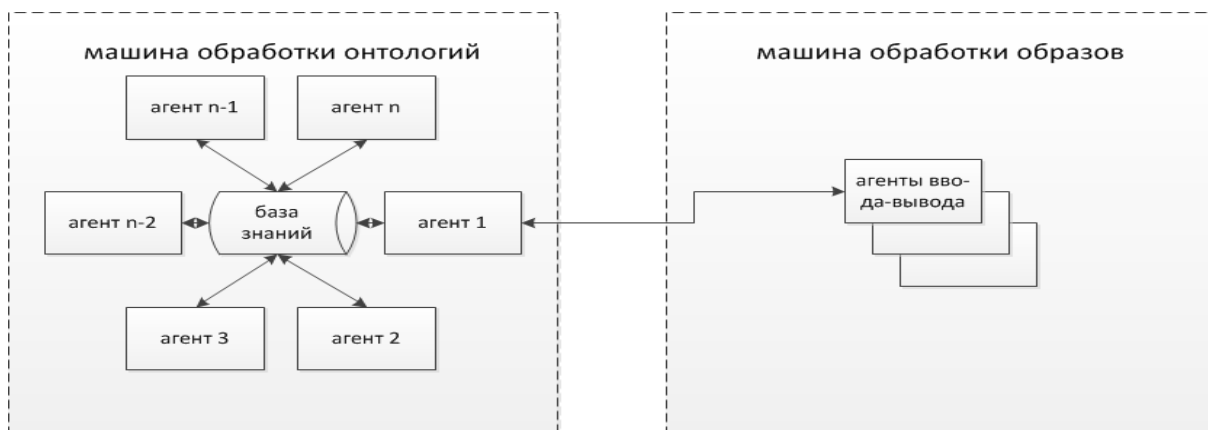 машина обработки онтологий
агент n-1
агент n
агент n-2
база
знаний
агент 1
агент 3
агент 2
машина обработки образов
агенты вво-
да-вывода